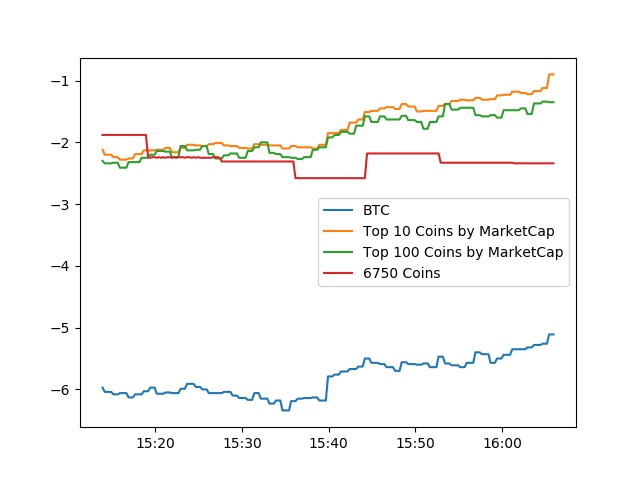 −1
−2
−3
−4
−5
−6
BTC
Top 10 Coins by MarketCap
Top 100 Coins by MarketCap
6750 Coins
15:20 15:30 15:40 15:50 16:00